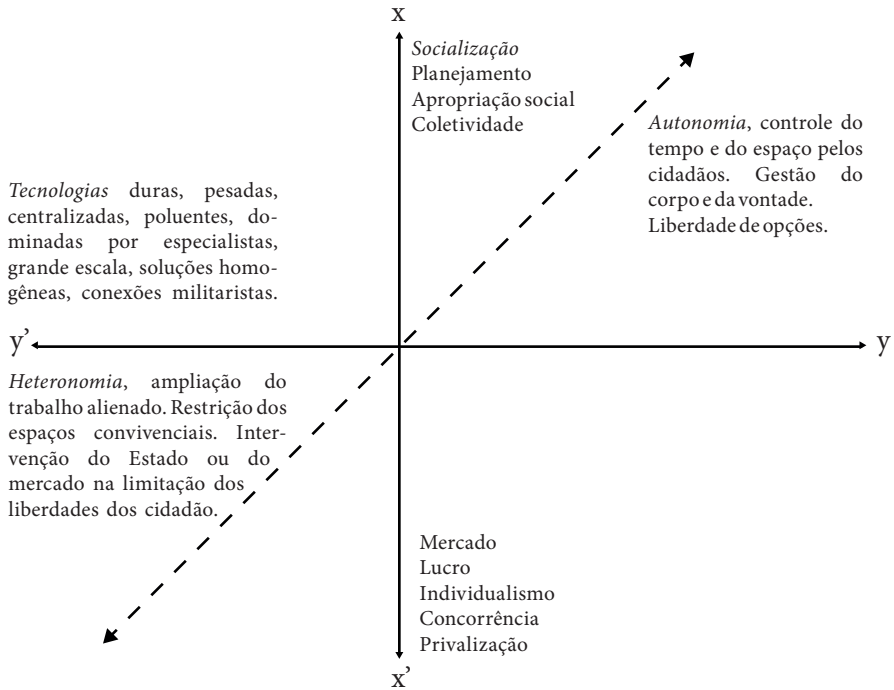 x
Socialização
Planejamento
Apropriação social
Coletividade
Autonomia, controle do
tempo e do espaço pelos
cidadãos. Gestão do
corpo e da vontade.
Liberdade de opções.
Tecnologias duras, pesadas,
centralizadas, poluentes, do-
minadas por especialistas,
grande escala, soluções homo-
gêneas, conexões militaristas.
y’
y
Heteronomia, ampliação do
trabalho alienado. Restrição dos
espaços convivenciais. Inter-
venção do Estado ou do
mercado na limitação dos
liberdades dos cidadão.
Mercado
Lucro
Individualismo
Concorrência
Privalização
x’